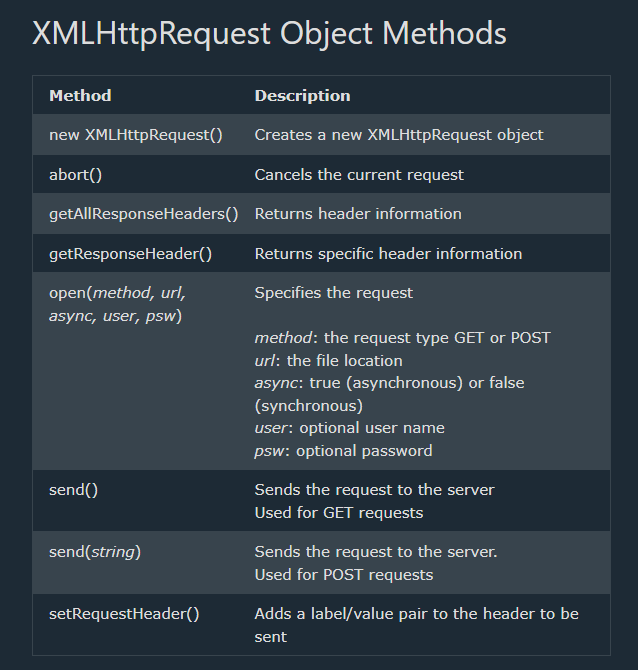 XMLHttpRequest Object Methods
Method Description
new XMLHttpRequest() Creates a new XMLHttpRequest object
abort() Cancels the current request
getAllResponseHeaders() Returns header information
getResponseHeader() Returns specific header information
open(method, url,
async, user, psw)
Specifies the request
method: the request type GET or POST
url: the file location
async: true (asynchronous) or false
(synchronous)
user: optional user name
psw: optional password
send() Sends the request to the server
Used for GET requests
send(string) Sends the request to the server.
Used for POST requests
setRequestHeader() Adds a label/value pair to the header to be
sent